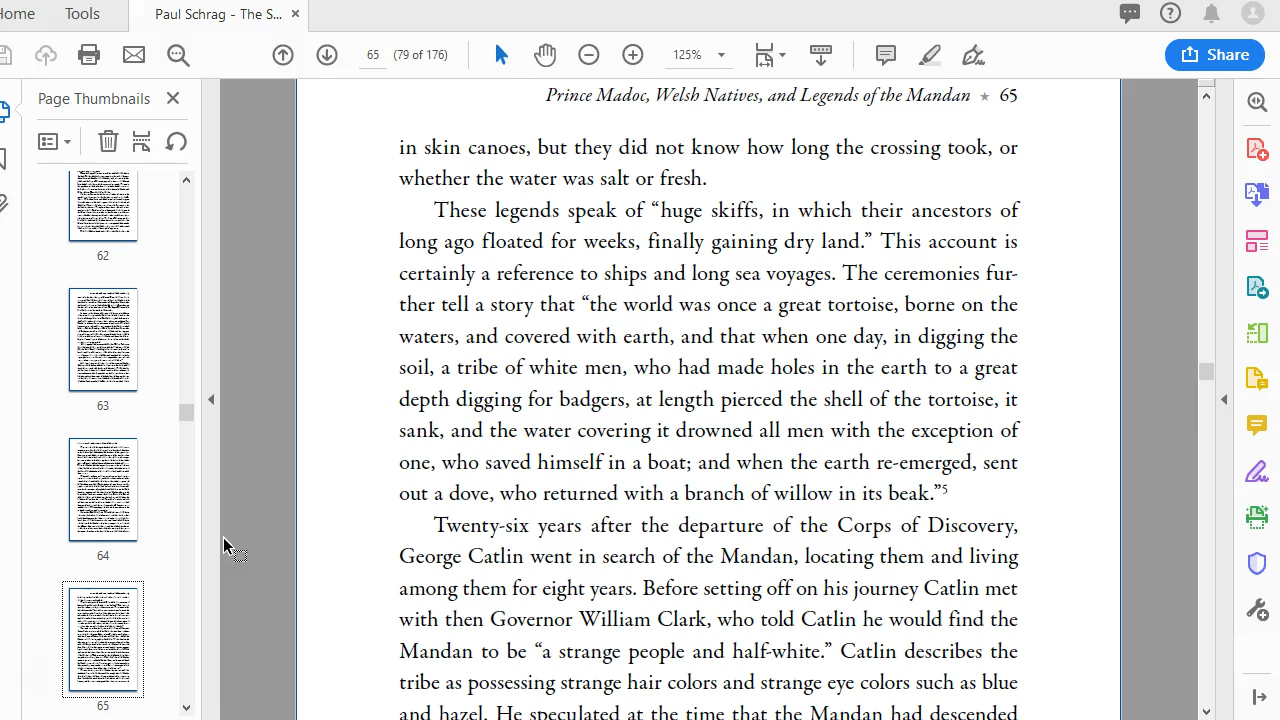 Home
Tools
Paul Schrag - The S...
65
(79 of 176)
125%
Share
Page Thumbnails
62
63
64
65
Prince Madoc, Welsh Natives, and Legends of the Mandan ★ 65
in skin canoes, but they did not know how long the crossing took, or
whether the water was salt or fresh.
These legends speak of “huge skiffs, in which their ancestors of
long ago floated for weeks, finally gaining dry land.” This account is
certainly a reference to ships and long sea voyages. The ceremonies fur-
ther tell a story that “the world was once a great tortoise, borne on the
waters, and covered with earth, and that when one day, in digging the
soil, a tribe of white men, who had made holes in the earth to a great
depth digging for badgers, at length pierced the shell of the tortoise, it
sank, and the water covering it drowned all men with the exception of
one, who saved himself in a boat; and when the earth re-emerged, sent
out a dove, who returned with a branch of willow in its beak.”5
Twenty-six years after the departure of the Corps of Discovery,
George Catlin went in search of the Mandan, locating them and living
among them for eight years. Before setting off on his journey Catlin met
with then Governor William Clark, who told Catlin he would find the
Mandan to be “a strange people and half-white.” Catlin describes the
tribe as possessing strange hair colors and strange eye colors such as blue
and hazel. He speculated at the time that the Mandan had descended